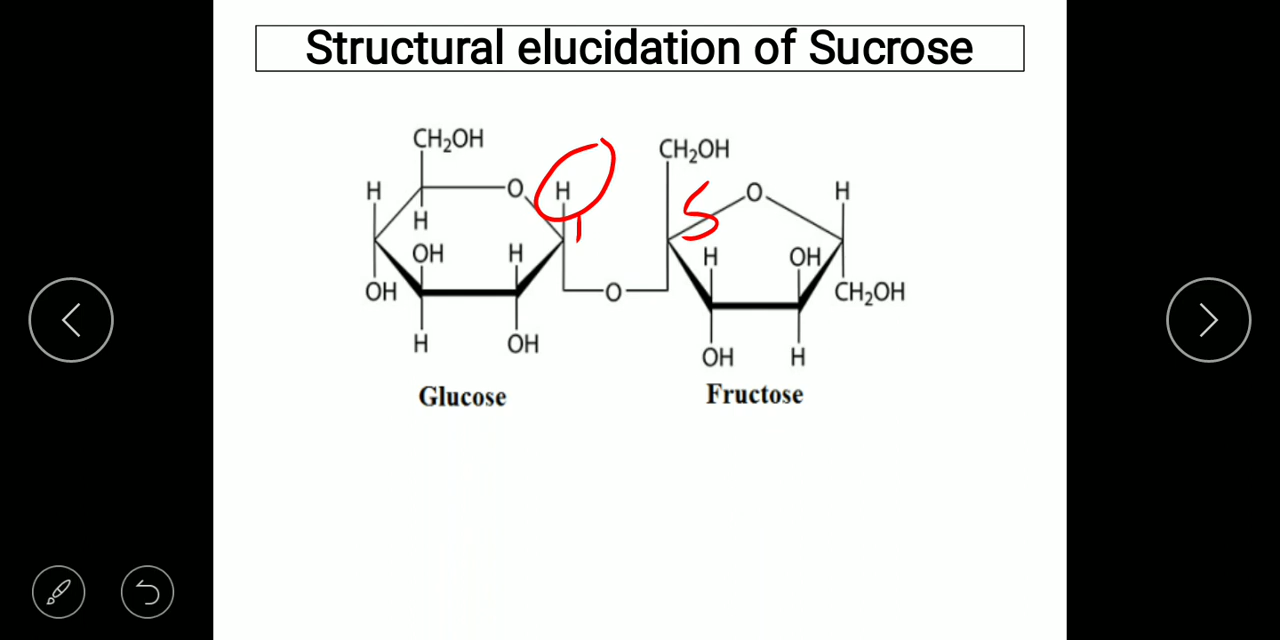 Structural elucidation of Sucrose
CH₂OH CH₂OH
H O H O H
H S
OH H H OH
OH O CH₂OH
H OH OH H
Glucose Fructose